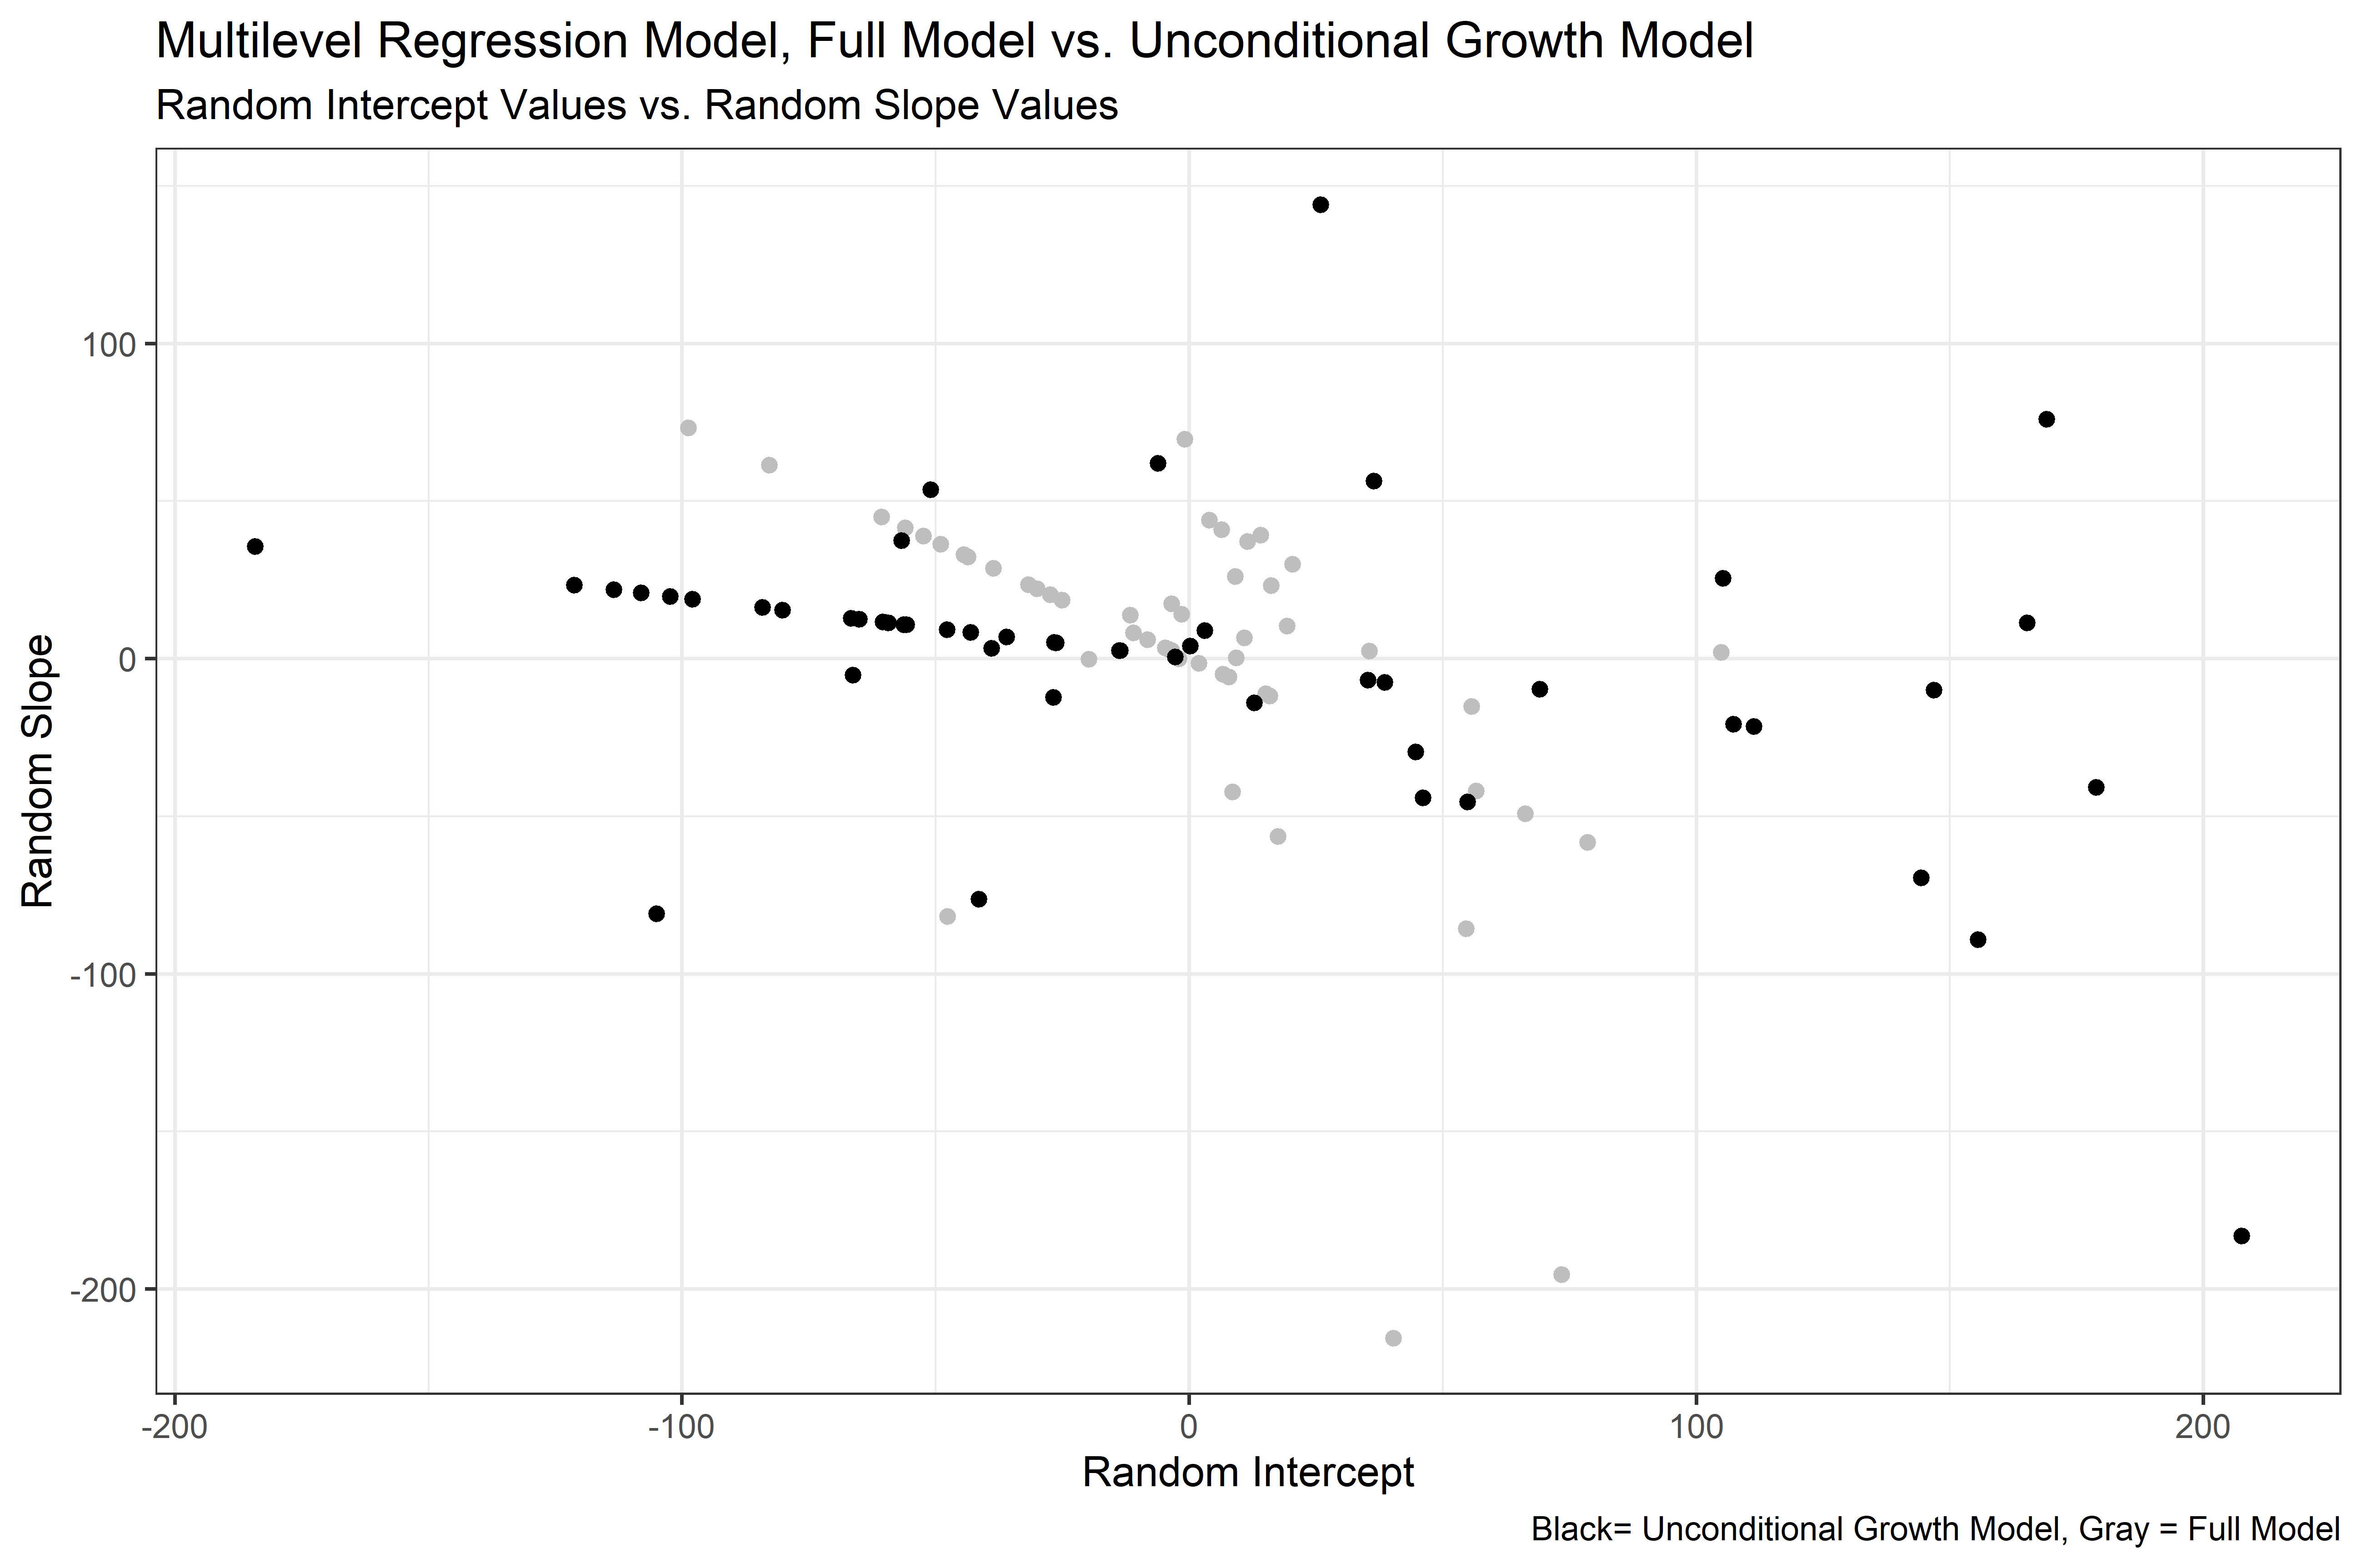 Multilevel Regression Model, Full Model vs. Unconditional Growth Model
Random Intercept Values vs. Random Slope Values
100
0
-100
-200
Random Slope
-200
-100
0
100
200
Random Intercept
Black= Unconditional Growth Model, Gray = Full Model